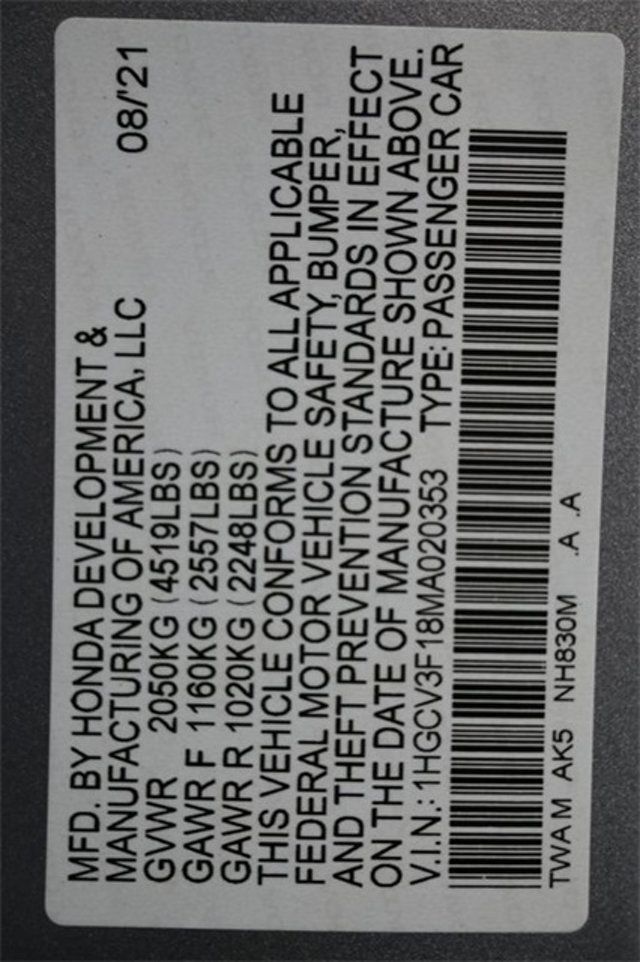 MFD. BY HONDA DEVELOPMENT &
MANUFACTURING OF AMERICA, LLC 08/'21
GVWR 2050KG (4519LBS)
GAWR F 1160KG (2557LBS)
GAWR R 1020KG (2248LBS)
THIS VEHICLE CONFORMS TO ALL APPLICABLE
FEDERAL MOTOR VEHICLE SAFETY, BUMPER,
AND THEFT PREVENTION STANDARDS IN EFFECT
ON THE DATE OF MANUFACTURE SHOWN ABOVE.
V.I.N.: 1HGCV3F18MA020353 TYPE: PASSENGER CAR
TWAM AK5 NH830M .A .A